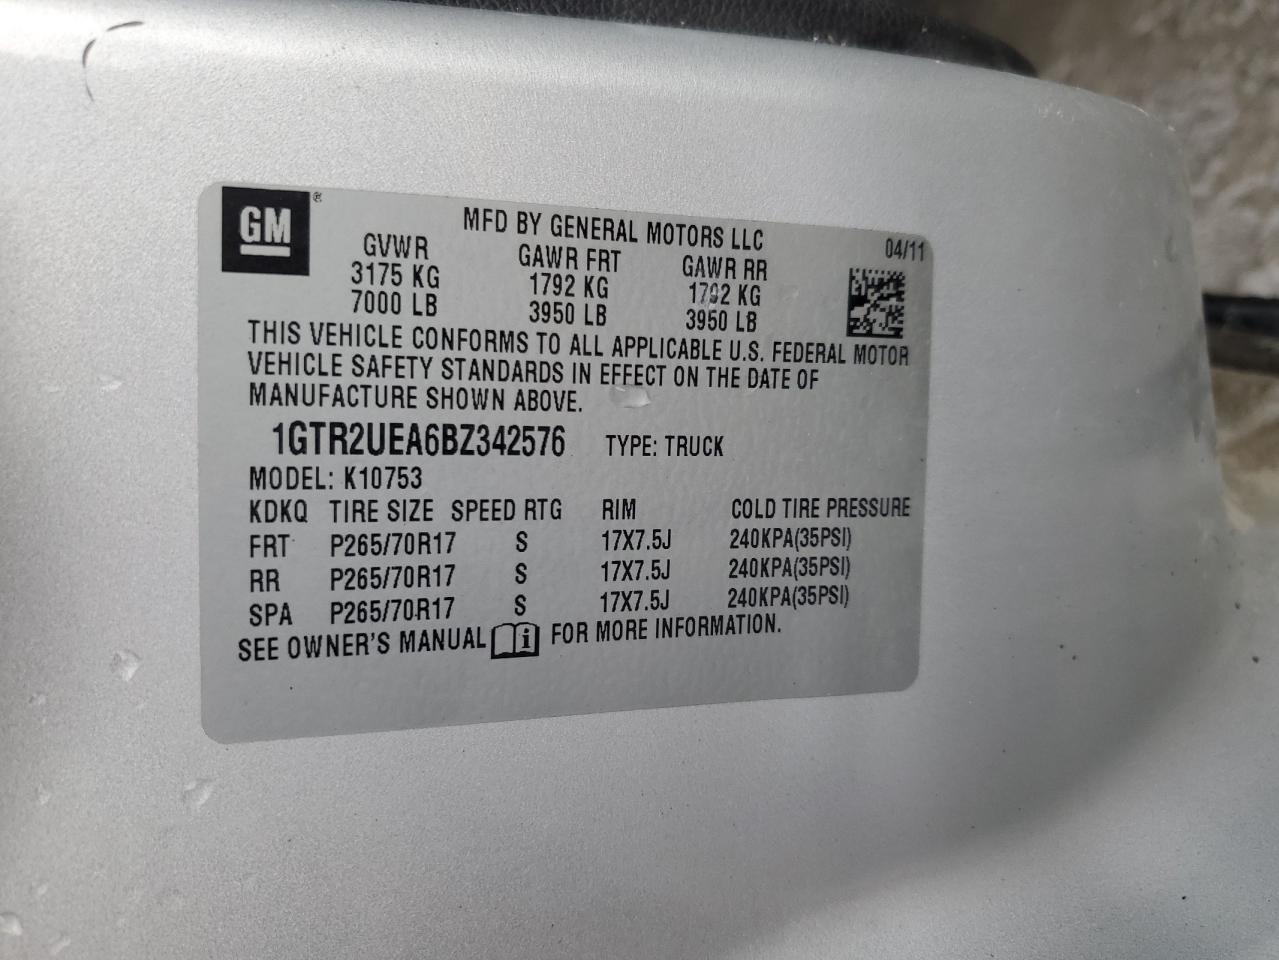 GM ®
MFD BY GENERAL MOTORS LLC 04/11
GVWR GAWR FRT GAWR RR
3175 KG 1792 KG 1792 KG
7000 LB 3950 LB 3950 LB
THIS VEHICLE CONFORMS TO ALL APPLICABLE U.S. FEDERAL MOTOR
VEHICLE SAFETY STANDARDS IN EFFECT ON THE DATE OF
MANUFACTURE SHOWN ABOVE.
1GTR2UEA6BZ342576 TYPE: TRUCK
MODEL: K10753
KDKQ TIRE SIZE SPEED RTG RIM COLD TIRE PRESSURE
FRT P265/70R17 S 17X7.5J 240KPA(35PSI)
RR P265/70R17 S 17X7.5J 240KPA(35PSI)
SPA P265/70R17 S 17X7.5J 240KPA(35PSI)
SEE OWNER'S MANUAL i FOR MORE INFORMATION.